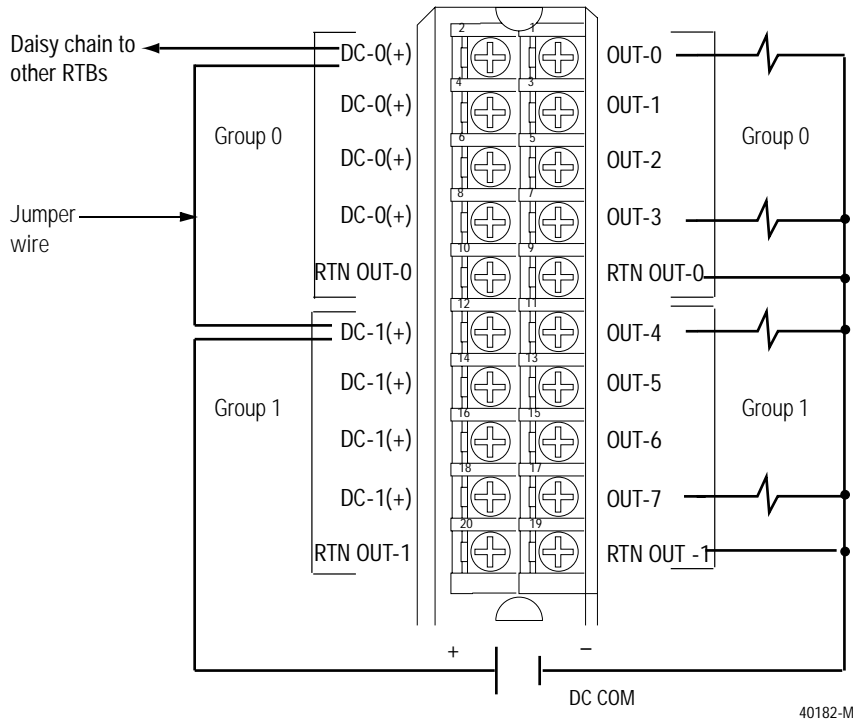 Daisy chain to
other RTBs
Group 0
Jumper
wire
Group 1
DC-0(+) 2 1 OUT-0
DC-0(+) 4 3 OUT-1
DC-0(+) 6 5 OUT-2
DC-0(+) 8 7 OUT-3
RTN OUT-0 10 9 RTN OUT-0
DC-1(+) 12 11 OUT-4
DC-1(+) 14 13 OUT-5
DC-1(+) 16 15 OUT-6
DC-1(+) 18 17 OUT-7
RTN OUT-1 20 19 RTN OUT -1
Group 0
Group 1
+ –
DC COM
40182-M